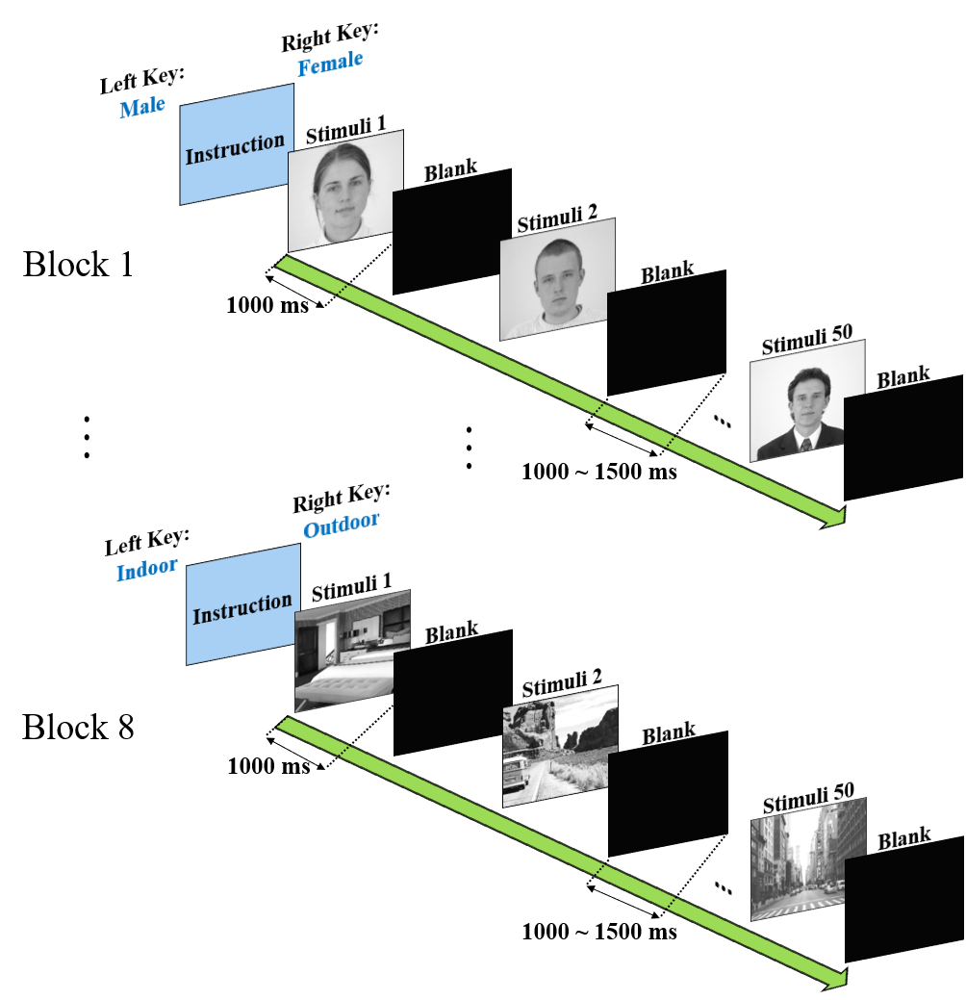 Right Key:
Female
Left Key:
Male
Instruction
Stimuli 1
Blank
Stimuli 2
Blank
Stimuli 50
Blank
Block 1
1000 ms
1000 ~ 1500 ms
Right Key:
Outdoor
Left Key:
Indoor
Instruction
Stimuli 1
Blank
Stimuli 2
Blank
Stimuli 50
Blank
Block 8
1000 ms
1000 ~ 1500 ms